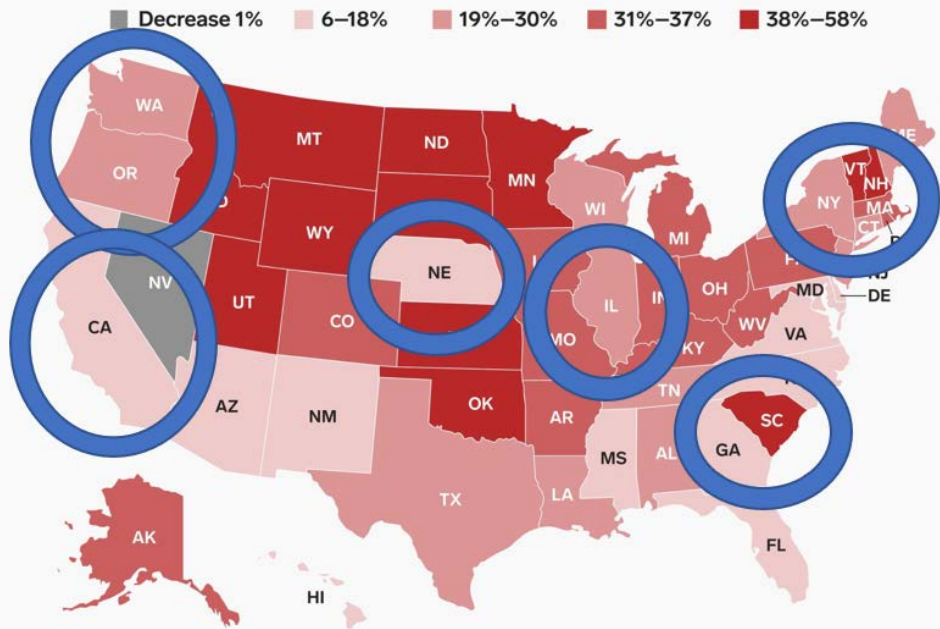 Decrease 1% 6–18% 19%–30% 31%–37% 38%–58%
WA
MT
ND
MN
OR
WY
WI
MI
NY
VT
NH
ME
MA
CT
NV
UT
CO
NE
IL
IN
OH
MD
NJ
DE
CA
MO
KY
WV
VA
AZ
NM
OK
AR
TN
SC
MS
AL
GA
TX
LA
FL
AK
HI